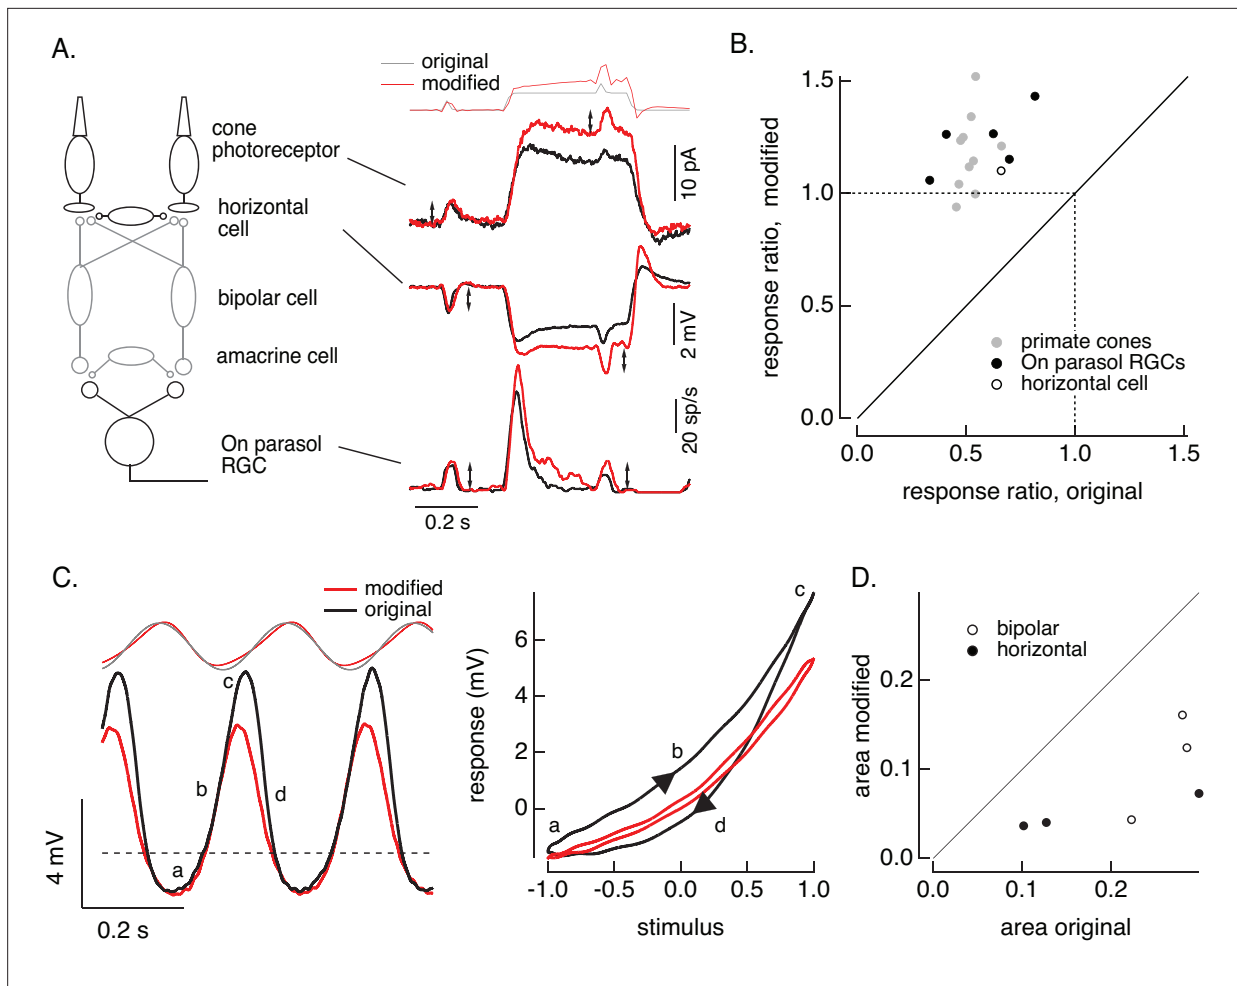 A.
original
modified
cone
photoreceptor
horizontal
cell
bipolar cell
amacrine cell
On parasol
RGC
10 pA
2 mV
20 sp/s
0.2 s
B.
response ratio, modified
1.5
1.0
0.5
0.0
primate cones
On parasol RGCs
horizontal cell
0.0 0.5 1.0 1.5
response ratio, original
C.
modified
original
c
b
d
a
4 mV
0.2 s
response (mV)
6
4
2
0
c
b
a
d
-1.0 -0.5 0.0 0.5 1.0
stimulus
D.
bipolar
horizontal
area modified
0.2
0.1
0.0
0.0 0.1 0.2
area original